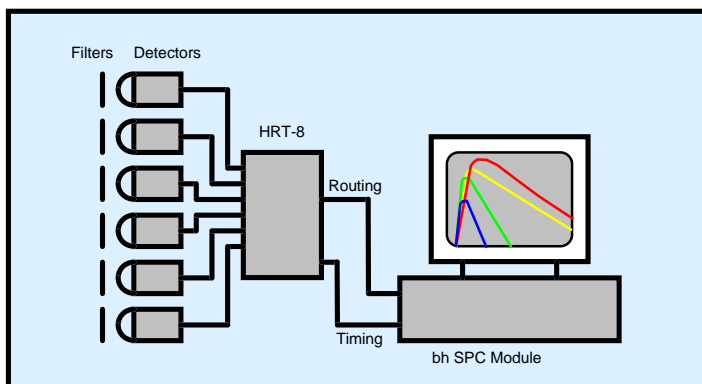 Filters Detectors
HRT-8
Routing
Timing
bh SPC Module